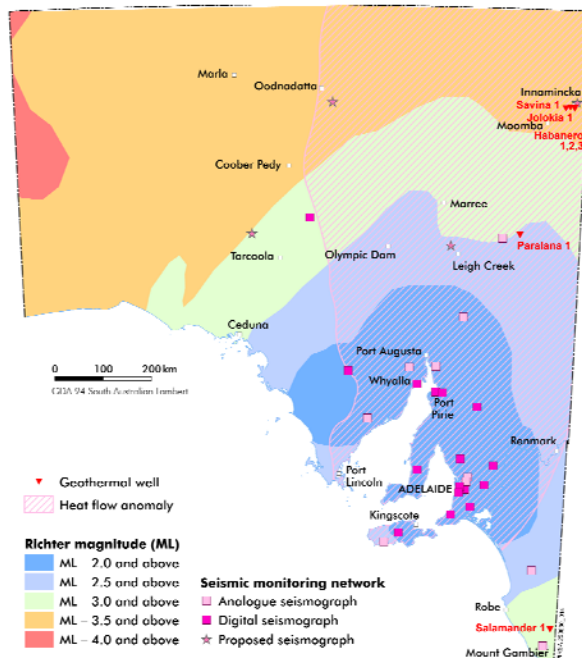 Marla
Oodnadatta
Innamincka
Savina 1
Jolokia 1
Moomba
Habanero
1,2,3
Coober Pedy
Marree
Paralana 1
Tarcoola
Olympic Dam
Leigh Creek
Ceduna
Port Augusta
Whyalla
Port
Pirie
0 100 200 km
GDA 94 South Australian Lambert
Renmark
Port
Lincoln
ADELAIDE
Kingscote
Geothermal well
Heat flow anomaly
Richter magnitude (ML)
ML 2.0 and above
ML 2.5 and above
ML 3.0 and above
ML – 3.5 and above
ML – 4.0 and above
Seismic monitoring network
Analogue seismograph
Digital seismograph
Proposed seismograph
Robe
Salamander 1
Mount Gambier